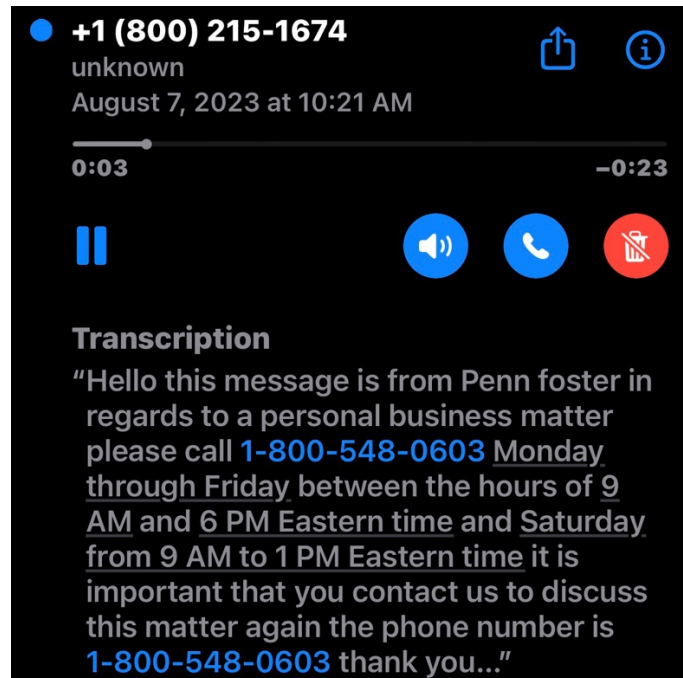 +1 (800) 215-1674
unknown
August 7, 2023 at 10:21 AM
0:03 −0:23
Transcription
“Hello this message is from Penn foster in
regards to a personal business matter
please call 1-800-548-0603 Monday
through Friday between the hours of 9
AM and 6 PM Eastern time and Saturday
from 9 AM to 1 PM Eastern time it is
important that you contact us to discuss
this matter again the phone number is
1-800-548-0603 thank you...”